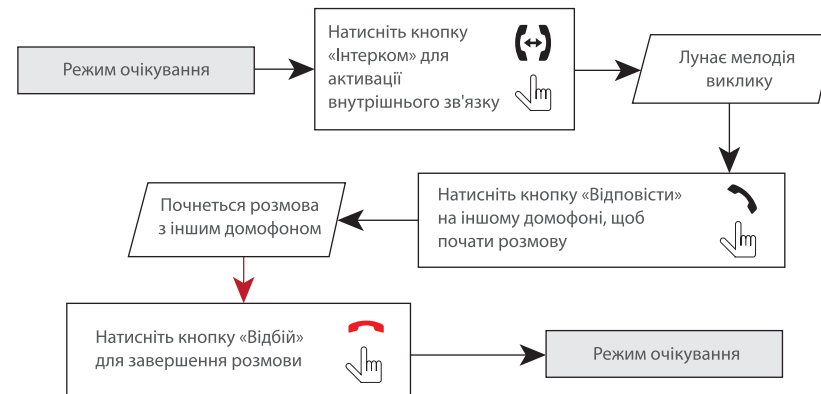 Режим очікування
Натисніть кнопку
«Інтерком» для
активації
внутрішнього зв'язку
Лунає мелодія
виклику
Натисніть кнопку «Відповісти»
на іншому домофоні, щоб
почати розмову
Почнеться розмова
з іншим домофоном
Натисніть кнопку «Відбій»
для завершення розмови
Режим очікування